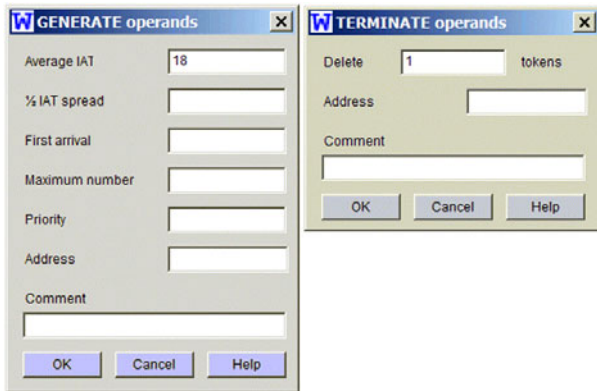 W GENERATE operands
Average IAT 18
½ IAT spread
First arrival
Maximum number
Priority
Address
Comment
OK Cancel Help
W TERMINATE operands
Delete 1 tokens
Address
Comment
OK Cancel Help